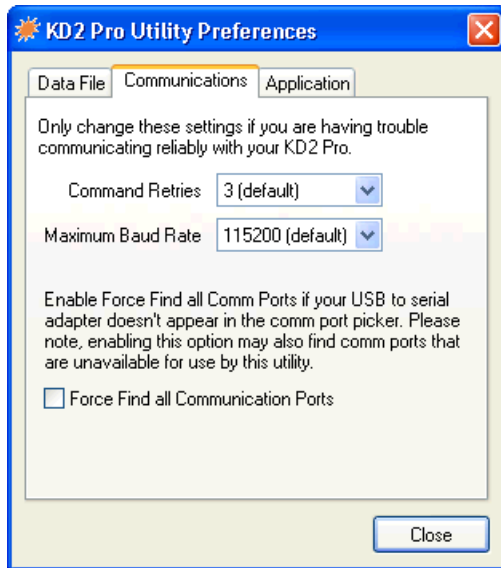 KD2 Pro Utility Preferences
Data File Communications Application
Only change these settings if you are having trouble
communicating reliably with your KD2 Pro.
Command Retries 3 (default)
Maximum Baud Rate 115200 (default)
Enable Force Find all Comm Ports if your USB to serial
adapter doesn't appear in the comm port picker. Please
note, enabling this option may also find comm ports that
are unavailable for use by this utility.
Force Find all Communication Ports
Close